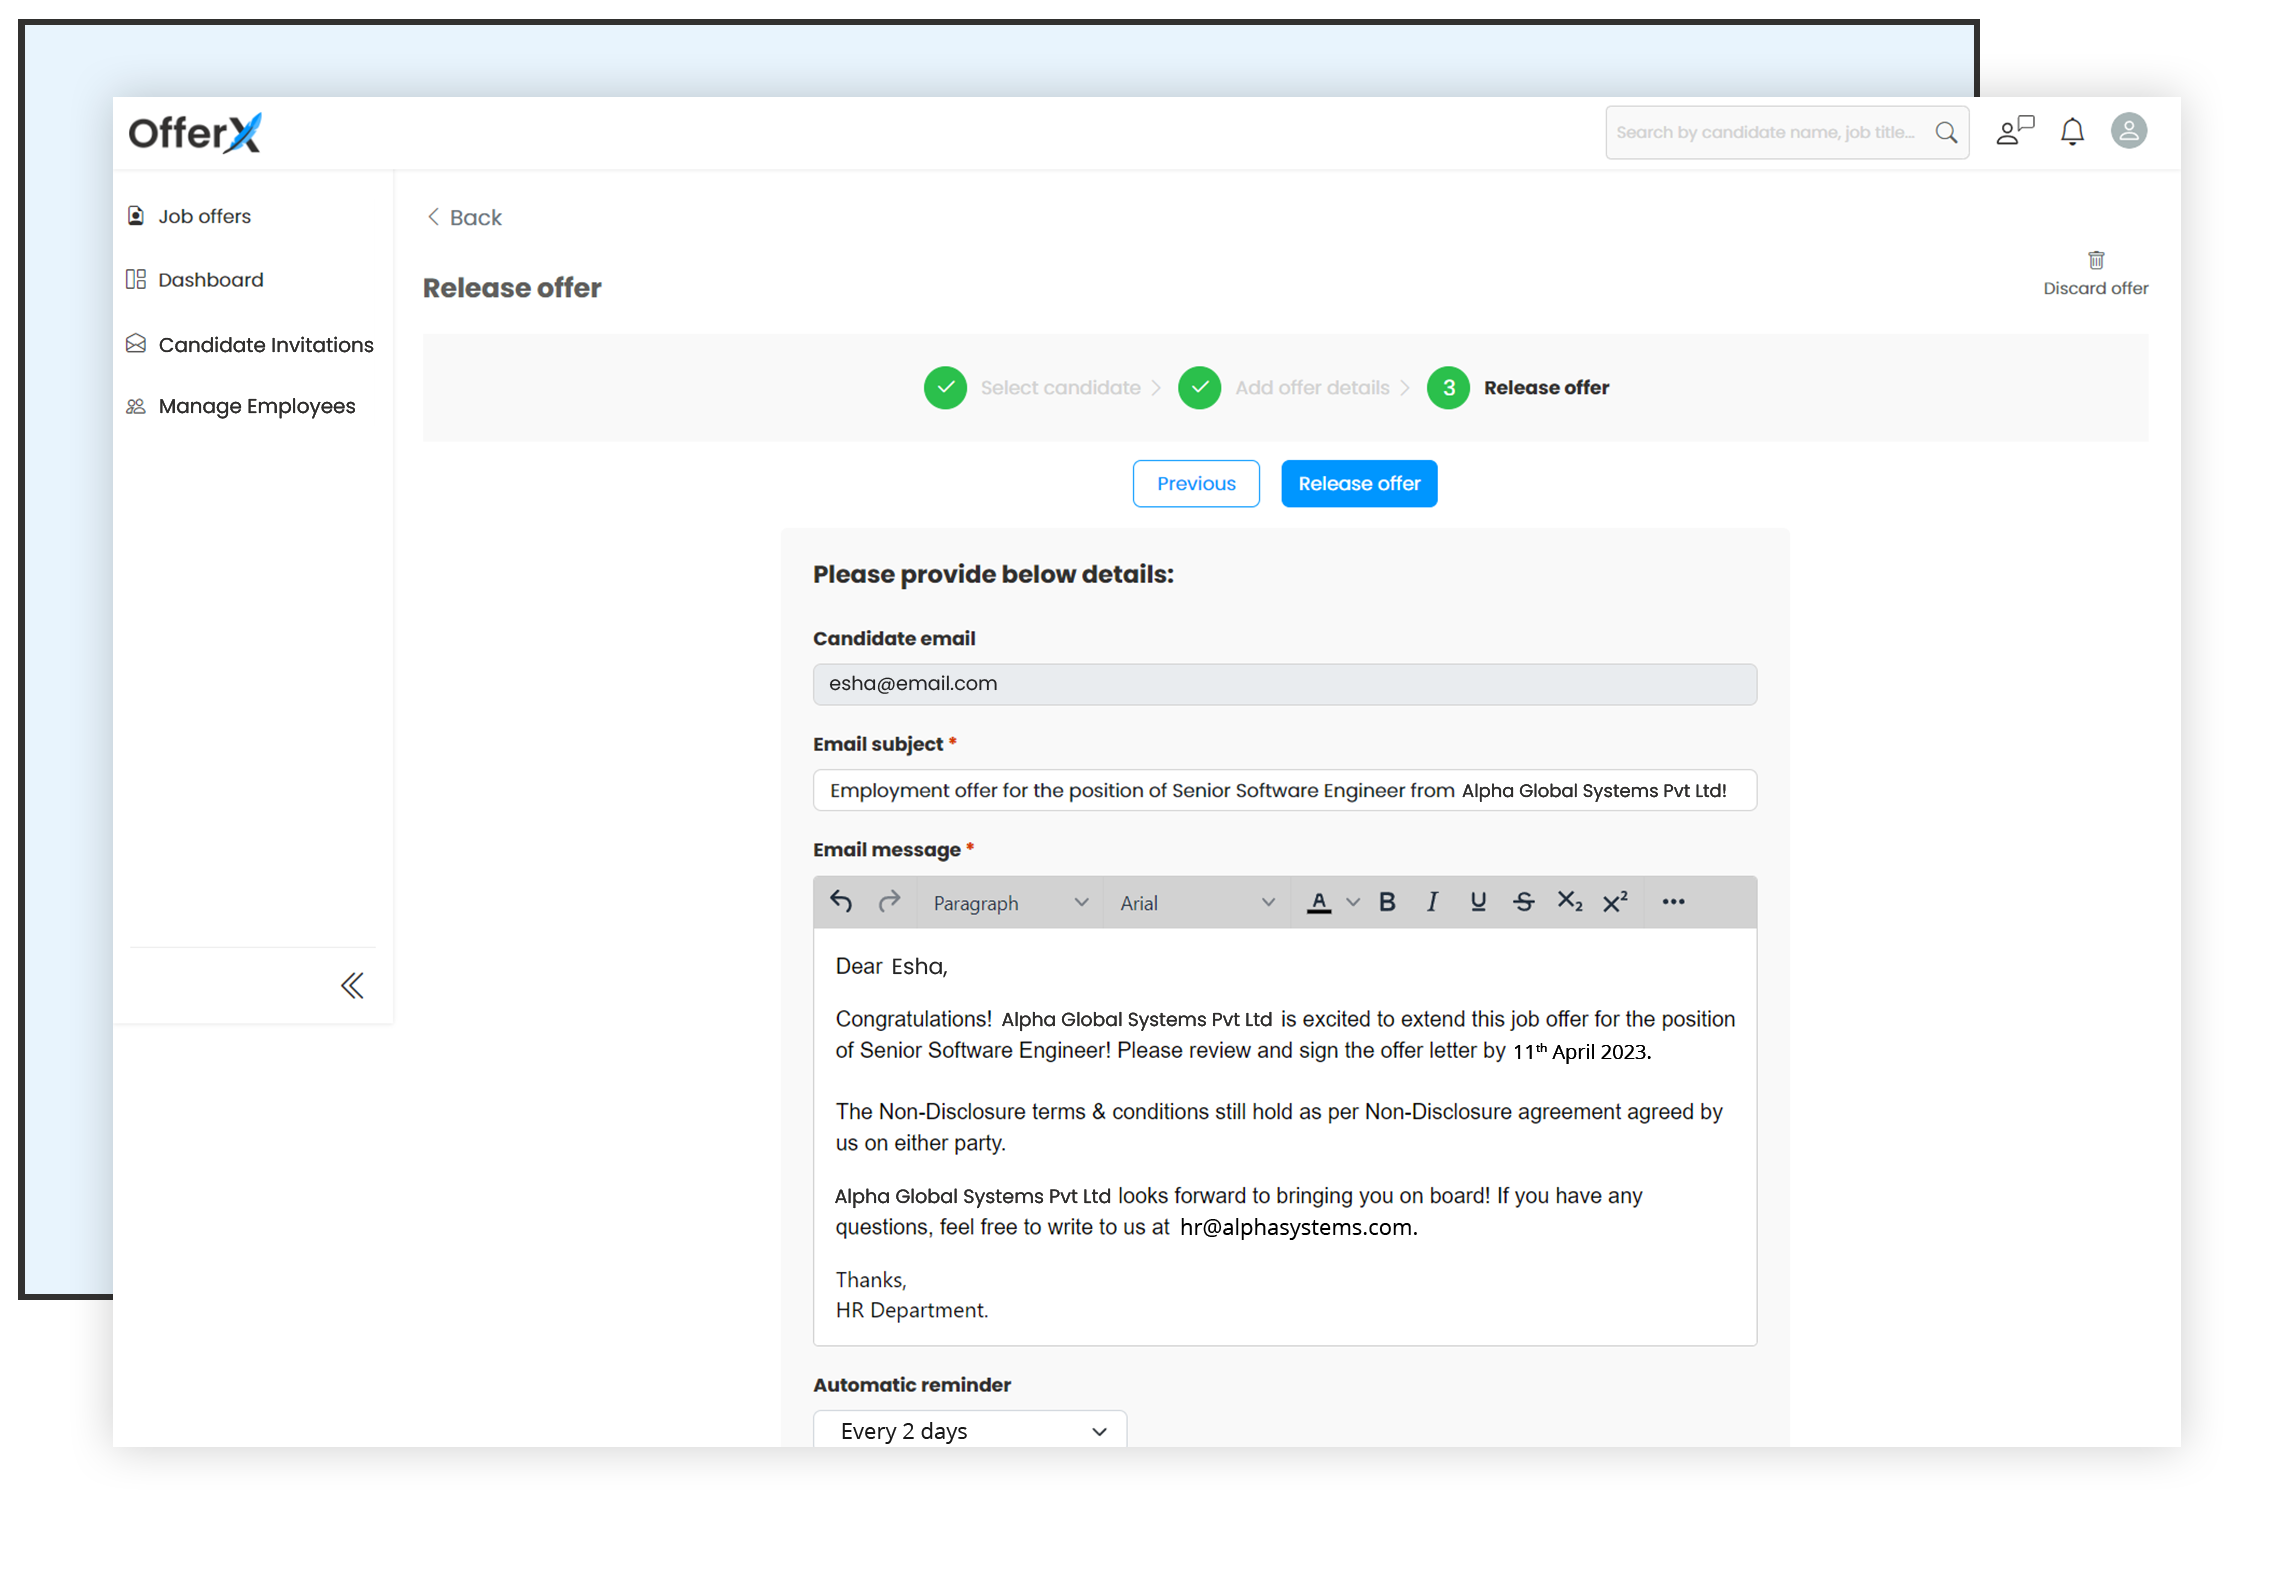 OfferX
Search by candidate name, job title...
Job offers
Dashboard
Candidate Invitations
Manage Employees
Back
Release offer
Discard offer
Select candidate
Add offer details
3 Release offer
Previous
Release offer
Please provide below details:
Candidate email
esha@email.com
Email subject *
Employment offer for the position of Senior Software Engineer from Alpha Global Systems Pvt Ltd!
Email message *
Paragraph
Arial
A
B
I
U
S
X₂
X²
Dear Esha,
Congratulations! Alpha Global Systems Pvt Ltd is excited to extend this job offer for the position
of Senior Software Engineer! Please review and sign the offer letter by 11th April 2023.
The Non-Disclosure terms & conditions still hold as per Non-Disclosure agreement agreed by
us on either party.
Alpha Global Systems Pvt Ltd looks forward to bringing you on board! If you have any
questions, feel free to write to us at hr@alphasystems.com.
Thanks,
HR Department.
Automatic reminder
Every 2 days